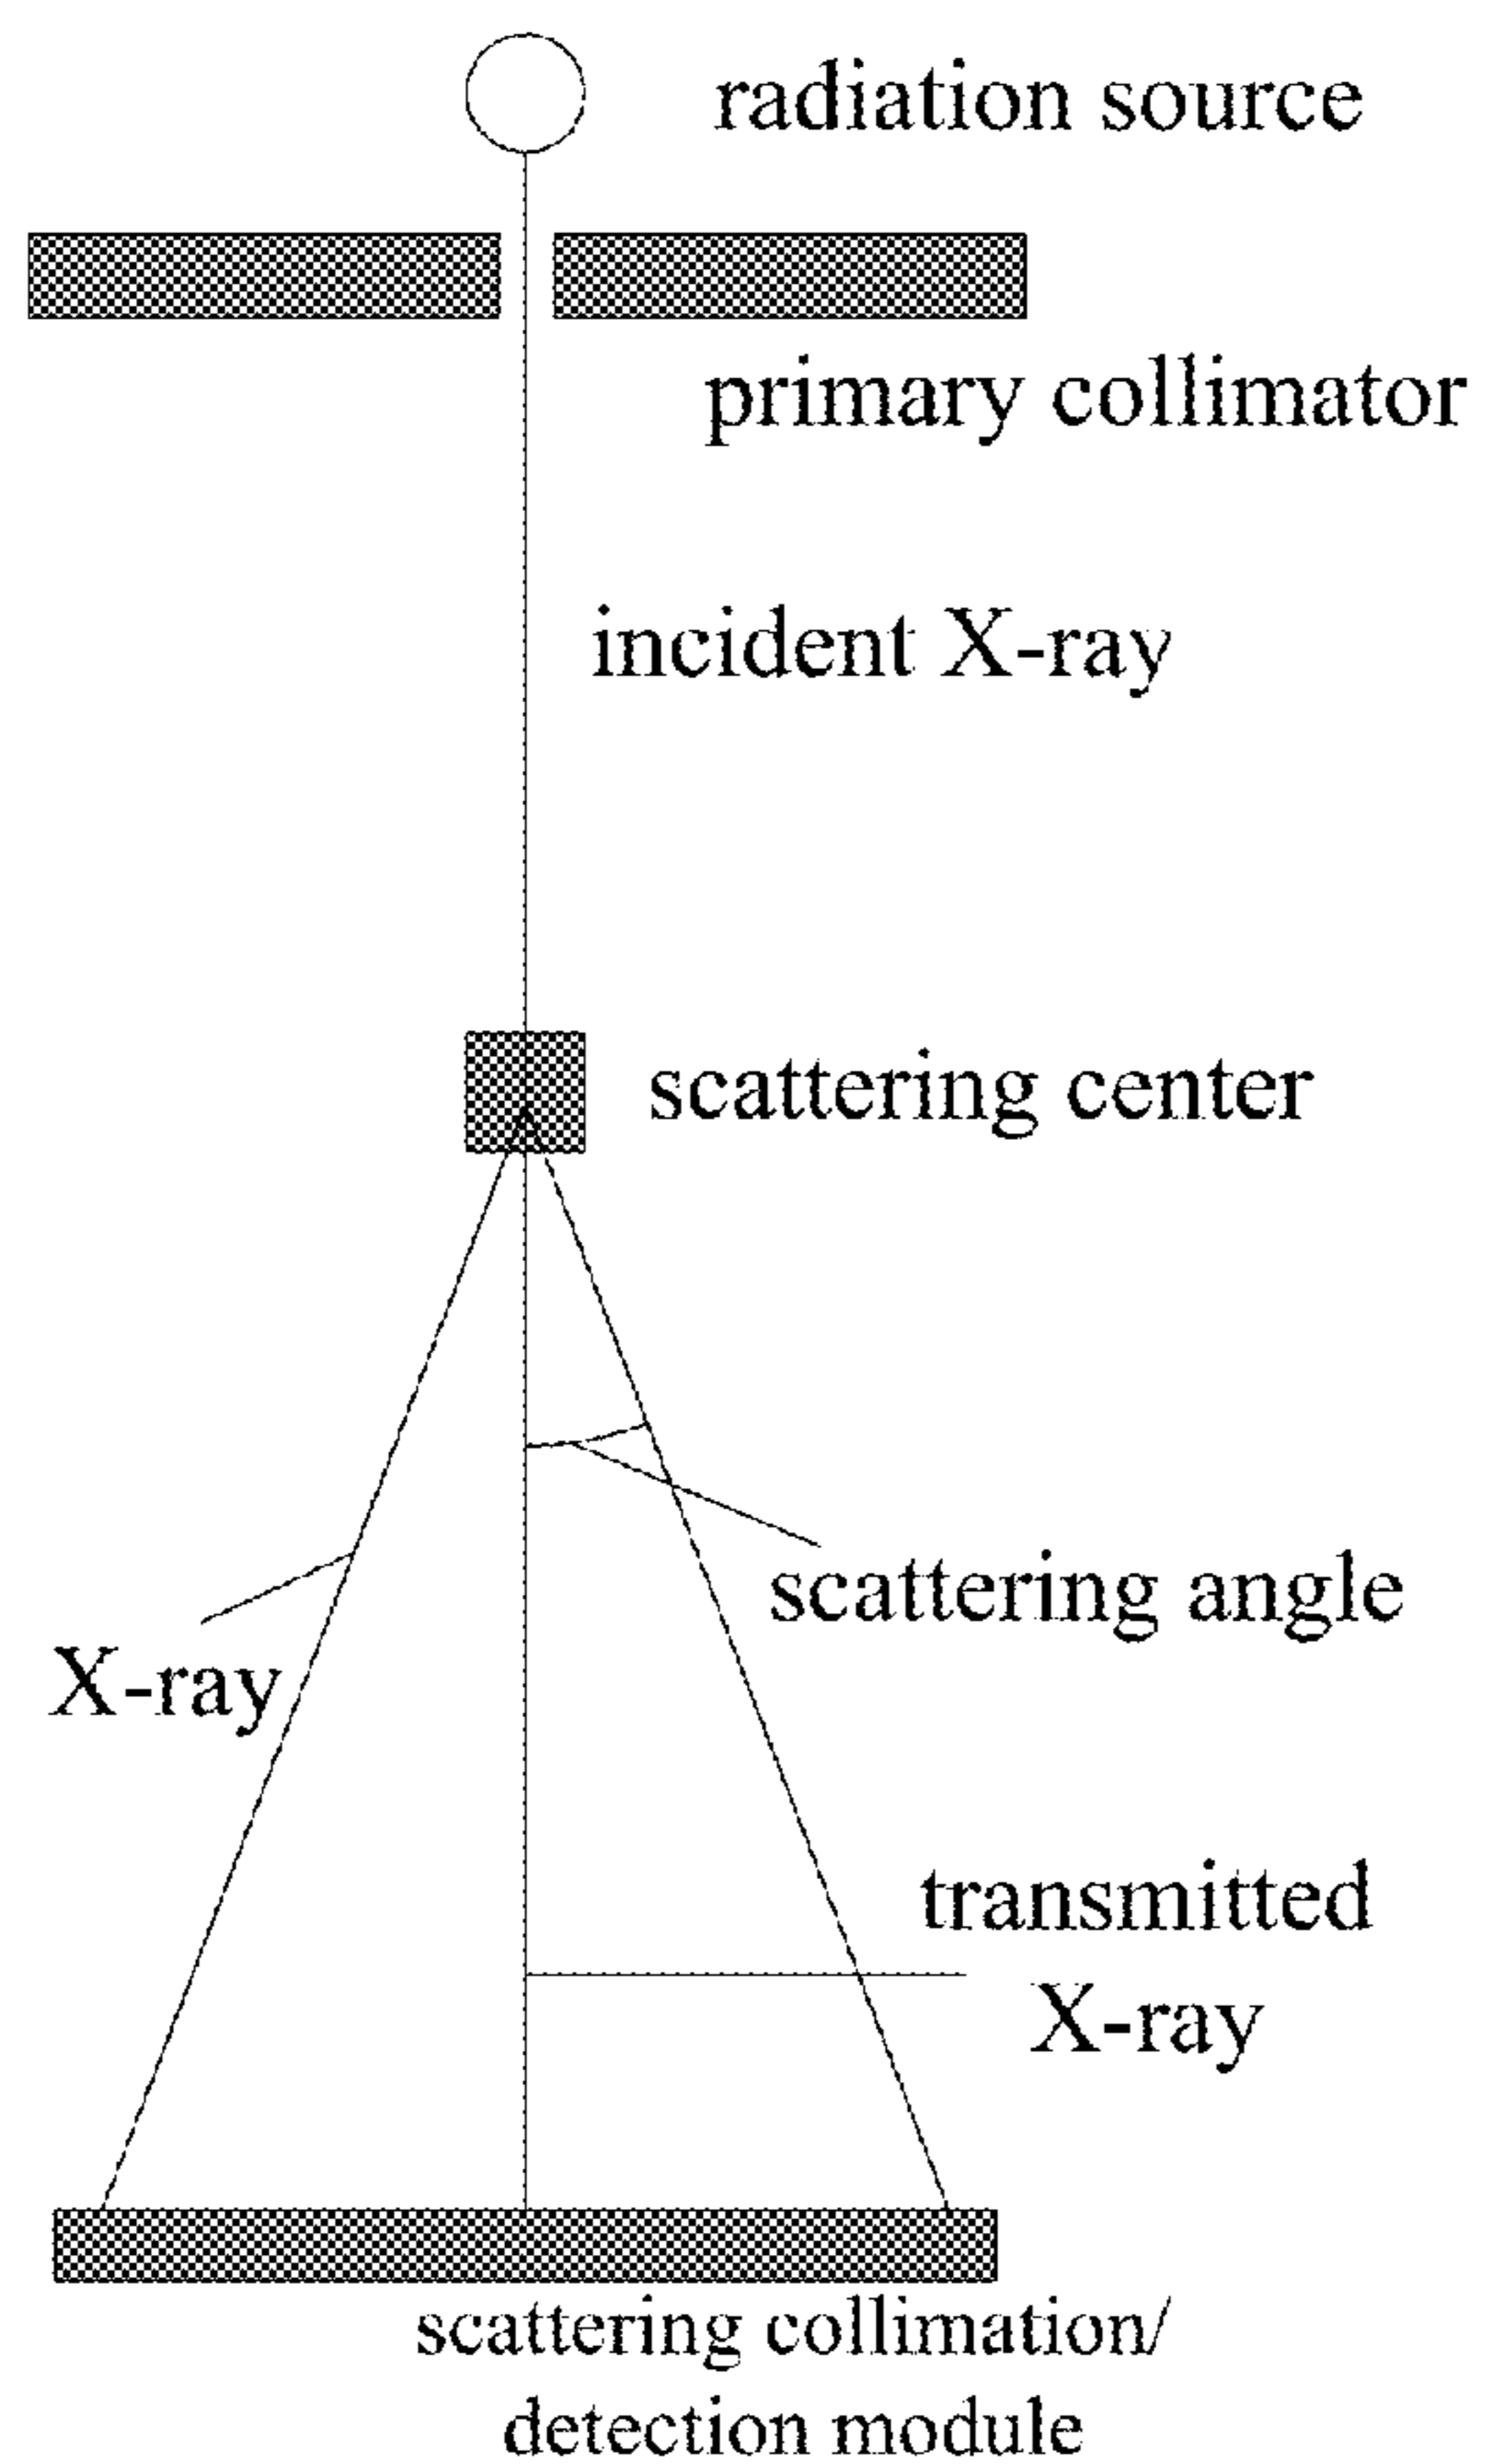 radiation source
primary collimator
incident X-ray
scattering center
scattering angle
X-ray
transmitted
X-ray
scattering collimation/
detection module